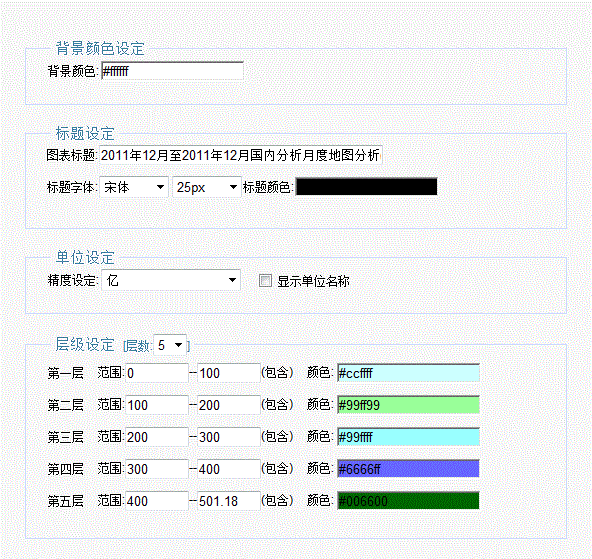 背景颜色设定
背景颜色: #ffffff
标题设定
图表标题: 2011年12月至2011年12月国内分析月度地图分析
标题字体: 宋体 25px 标题颜色:
单位设定
精度设定: 亿 显示单位名称
层级设定 [层数: 5 ]
第一层 范围: 0 --100 (包含) 颜色: #ccffff
第二层 范围: 100 --200 (包含) 颜色: #99ff99
第三层 范围: 200 --300 (包含) 颜色: #99ffff
第四层 范围: 300 --400 (包含) 颜色: #6666ff
第五层 范围: 400 --501.18 (包含) 颜色: #006600